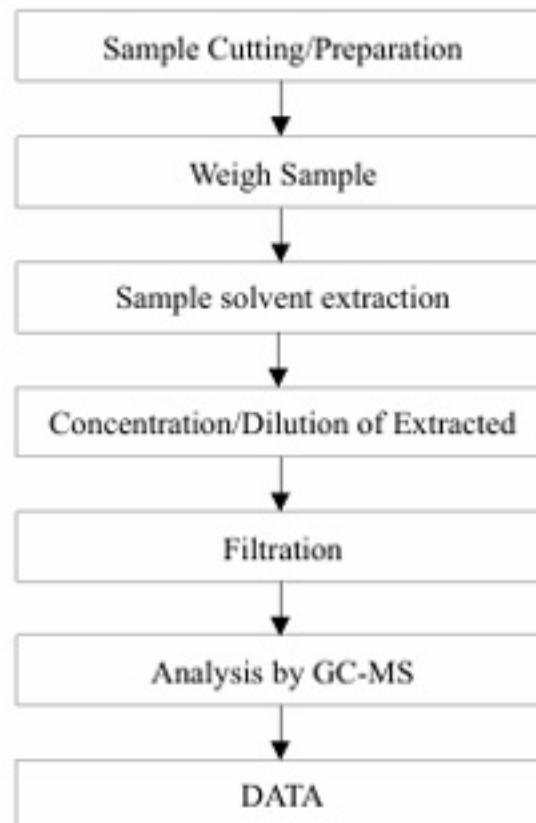 Sample Cutting/Preparation
Weigh Sample
Sample solvent extraction
Concentration/Dilution of Extracted
Filtration
Analysis by GC-MS
DATA